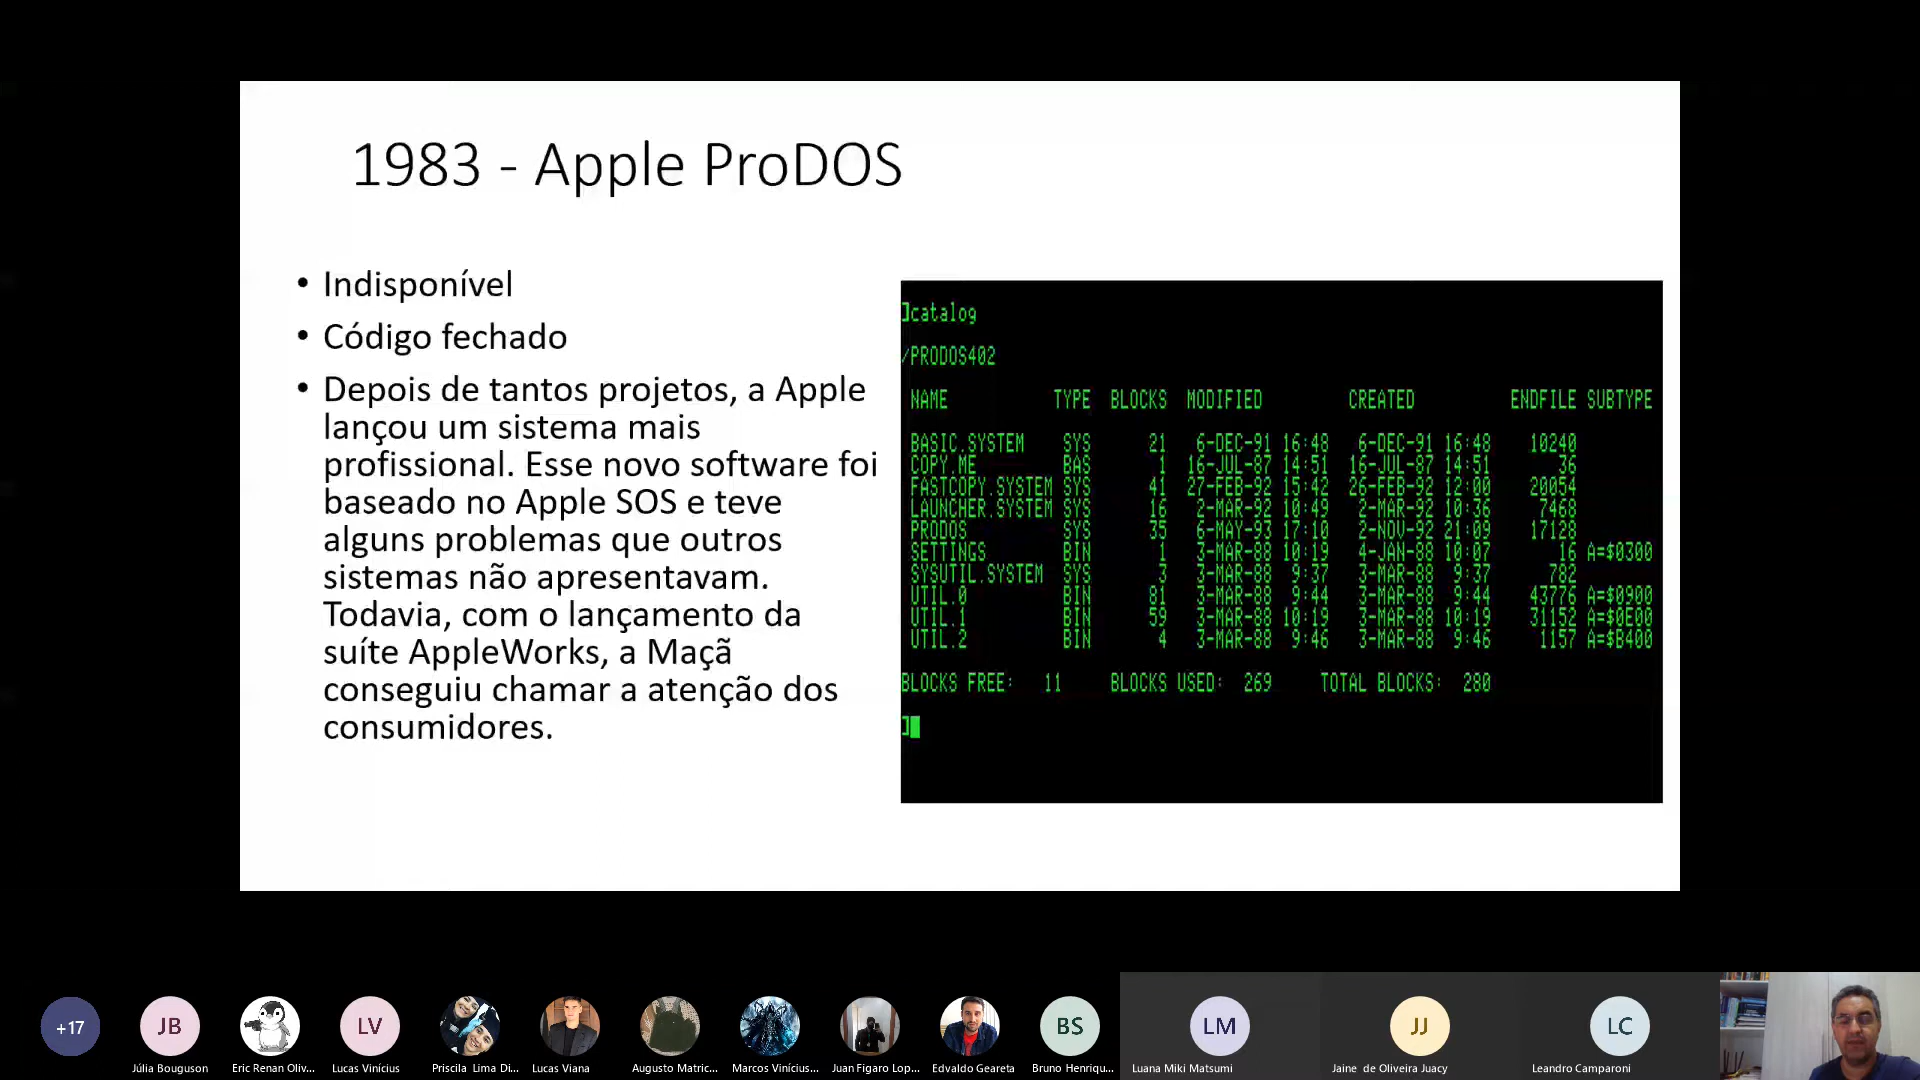 1983 - Apple ProDOS
• Indisponível
• Código fechado
• Depois de tantos projetos, a Apple
lançou um sistema mais
profissional. Esse novo software foi
baseado no Apple SOS e teve
alguns problemas que outros
sistemas não apresentavam.
Todavia, com o lançamento da
suíte AppleWorks, a Maçã
conseguiu chamar a atenção dos
consumidores.
]catalog
/PRODOS402
NAME TYPE BLOCKS MODIFIED CREATED ENDFILE SUBTYPE
BASIC.SYSTEM SYS 21 6-DEC-91 16:48 6-DEC-91 16:48 10240
COPY.ME BAS 1 16-JUL-87 14:51 16-JUL-87 14:51 36
FASTCOPY.SYSTEM SYS 41 27-FEB-92 15:42 26-FEB-92 12:00 20054
LAUNCHER.SYSTEM SYS 16 2-MAR-92 10:49 2-MAR-92 10:36 7468
PRODOS SYS 35 6-MAY-93 17:10 2-NOV-92 21:09 17128
SETTINGS BIN 1 3-MAR-88 10:19 4-JAN-88 10:07 16 A=$0300
SYSUTIL.SYSTEM SYS 3 3-MAR-88 9:37 3-MAR-88 9:37 782
UTIL.0 BIN 81 3-MAR-88 9:44 3-MAR-88 9:44 43776 A=$0900
UTIL.1 BIN 59 3-MAR-88 10:19 3-MAR-88 10:19 31152 A=$0E00
UTIL.2 BIN 4 3-MAR-88 9:46 3-MAR-88 9:46 1157 A=$B400
BLOCKS FREE: 11 BLOCKS USED: 269 TOTAL BLOCKS: 280
]
+17 JB LV BS LM JJ LC
Júlia Bouguson Eric Renan Oliv... Lucas Vinícius Priscila Lima Di... Lucas Viana Augusto Matric... Marcos Vinícius... Juan Figaro Lop... Edvaldo Geareta Bruno Henriqu... Luana Miki Matsumi Jaine de Oliveira Juacy Leandro Camparoni